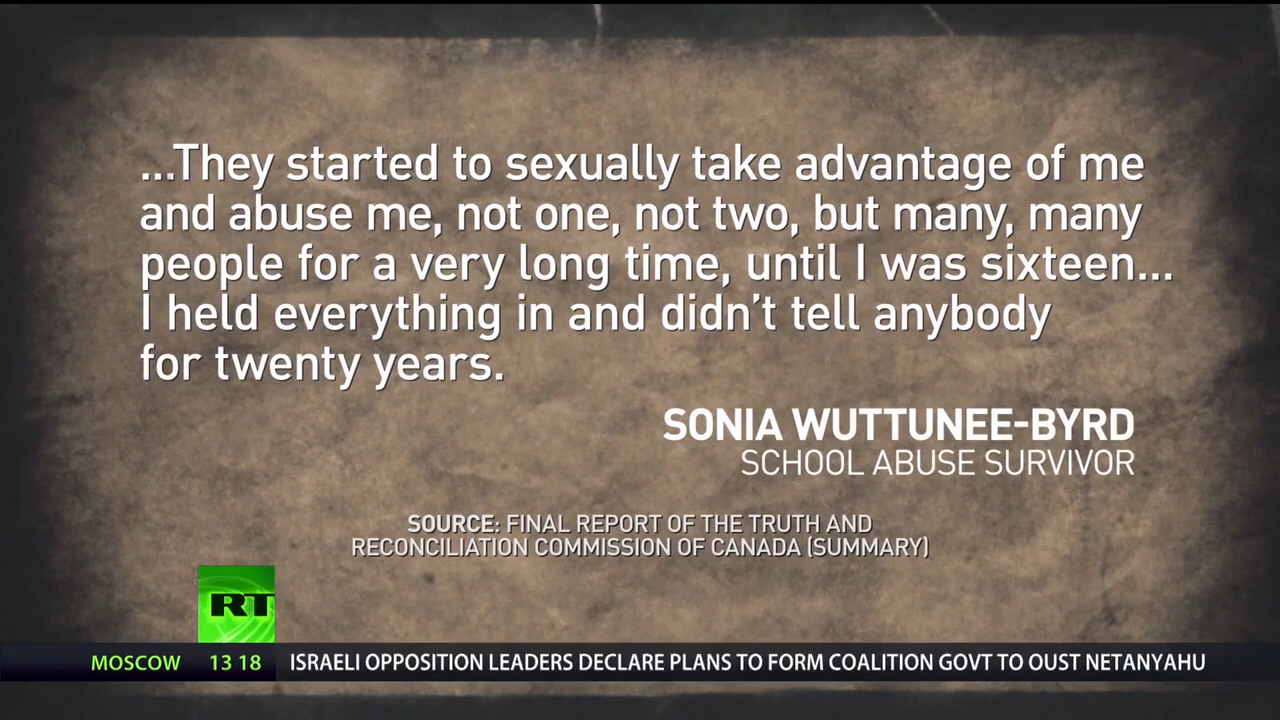 ...They started to sexually take advantage of me
and abuse me, not one, not two, but many, many
people for a very long time, until I was sixteen...
I held everything in and didn't tell anybody
for twenty years.
SONIA WUTTUNEE-BYRD
SCHOOL ABUSE SURVIVOR
SOURCE: FINAL REPORT OF THE TRUTH AND
RECONCILIATION COMMISSION OF CANADA (SUMMARY)
RT
MOSCOW 13 18 ISRAELI OPPOSITION LEADERS DECLARE PLANS TO FORM COALITION GOVT TO OUST NETANYAHU